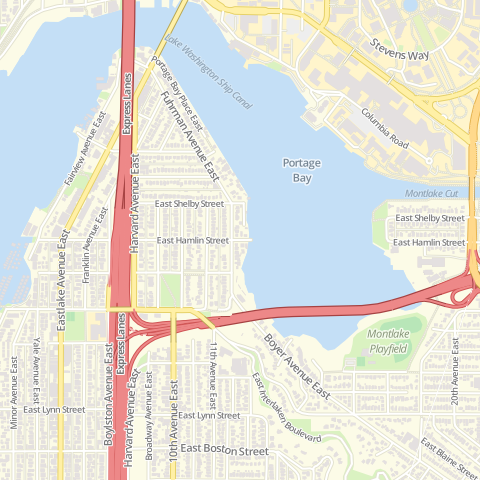 Stevens Way
Lake Washington Ship Canal
Portage Bay Place East
Express Lanes
Fuhrman Avenue East
Columbia Road
Fairview Avenue East
Portage
Bay
Harvard Avenue East
Montlake Cut
East Shelby Street
East Shelby Street
Franklin Avenue East
East Hamlin Street
East Hamlin Street
Eastlake Avenue East
Express Lanes
Montlake
Playfield
Boyer Avenue East
Yale Avenue East
Minor Avenue East
Boylston Avenue East
Harvard Avenue East
Broadway Avenue East
10th Avenue East
11th Avenue East
20th Avenue East
East Interlaken Boulevard
East Lynn Street
East Lynn Street
East Boston Street
East Blaine Street